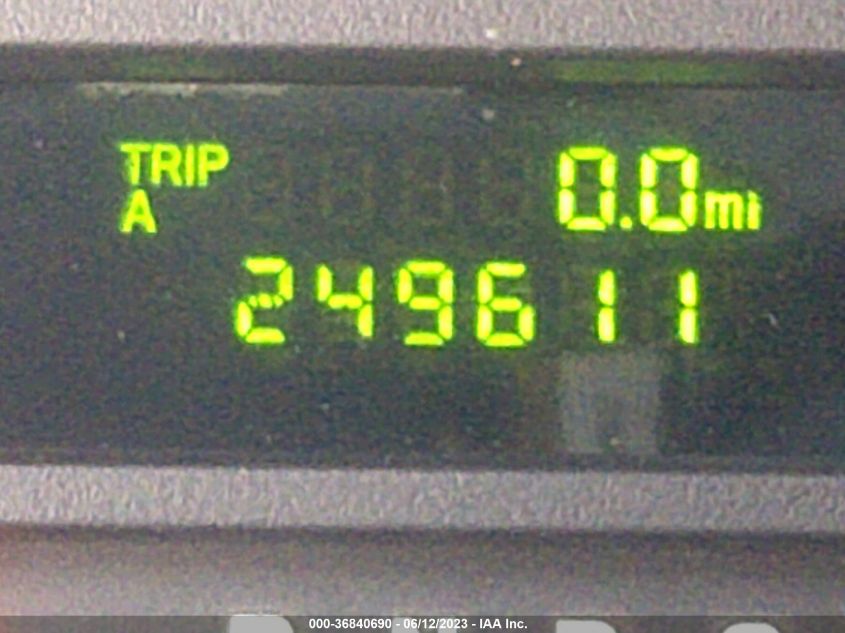 TRIP 0.0mi
A
249611
000-36840690 - 06/12/2023 - IAA Inc.